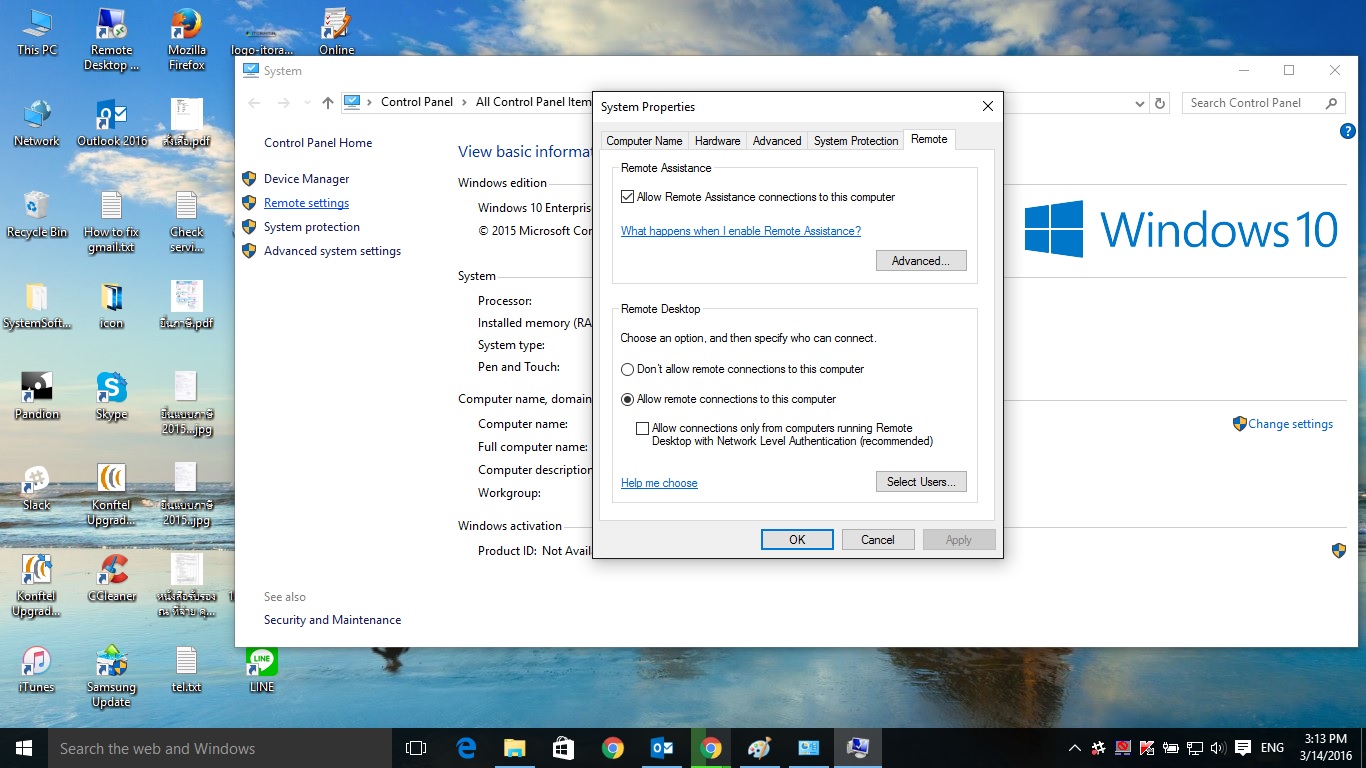 This PC
Remote
Desktop ...
Mozilla
Firefox
logo-itora...
Online
Network
Outlook 2016
สั่งเสื้อ.pdf
Recycle Bin
How to fix
gmail.txt
Check
servi...
SystemSoft...
icon
ยื่นภาษี.pdf
Pandion
Skype
ยื่นแบบภาษี
2015...jpg
Slack
Konftel
Upgrad...
ยื่นแบบภาษี
2015..jpg
Konftel
Upgrad...
CCleaner
หนังสือรับรอง
ณ ที่จ่าย คุ...
iTunes
Samsung
Update
tel.txt
LINE
LINE
System
Control Panel
All Control Panel Item
Search Control Panel
Control Panel Home
Device Manager
Remote settings
System protection
Advanced system settings
See also
Security and Maintenance
View basic informat
Windows edition
Windows 10 Enterpris
© 2015 Microsoft Cor
Windows 10
System
Processor:
Installed memory (RA
System type:
Pen and Touch:
Computer name, domain
Computer name:
Full computer name:
Computer description
Workgroup:
Change settings
Windows activation
Product ID: Not Avail
System Properties
Computer Name
Hardware
Advanced
System Protection
Remote
Remote Assistance
Allow Remote Assistance connections to this computer
What happens when I enable Remote Assistance?
Advanced...
Remote Desktop
Choose an option, and then specify who can connect.
Don't allow remote connections to this computer
Allow remote connections to this computer
Allow connections only from computers running Remote
Desktop with Network Level Authentication (recommended)
Help me choose
Select Users...
OK
Cancel
Apply
Search the web and Windows
ENG
3:13 PM
3/14/2016